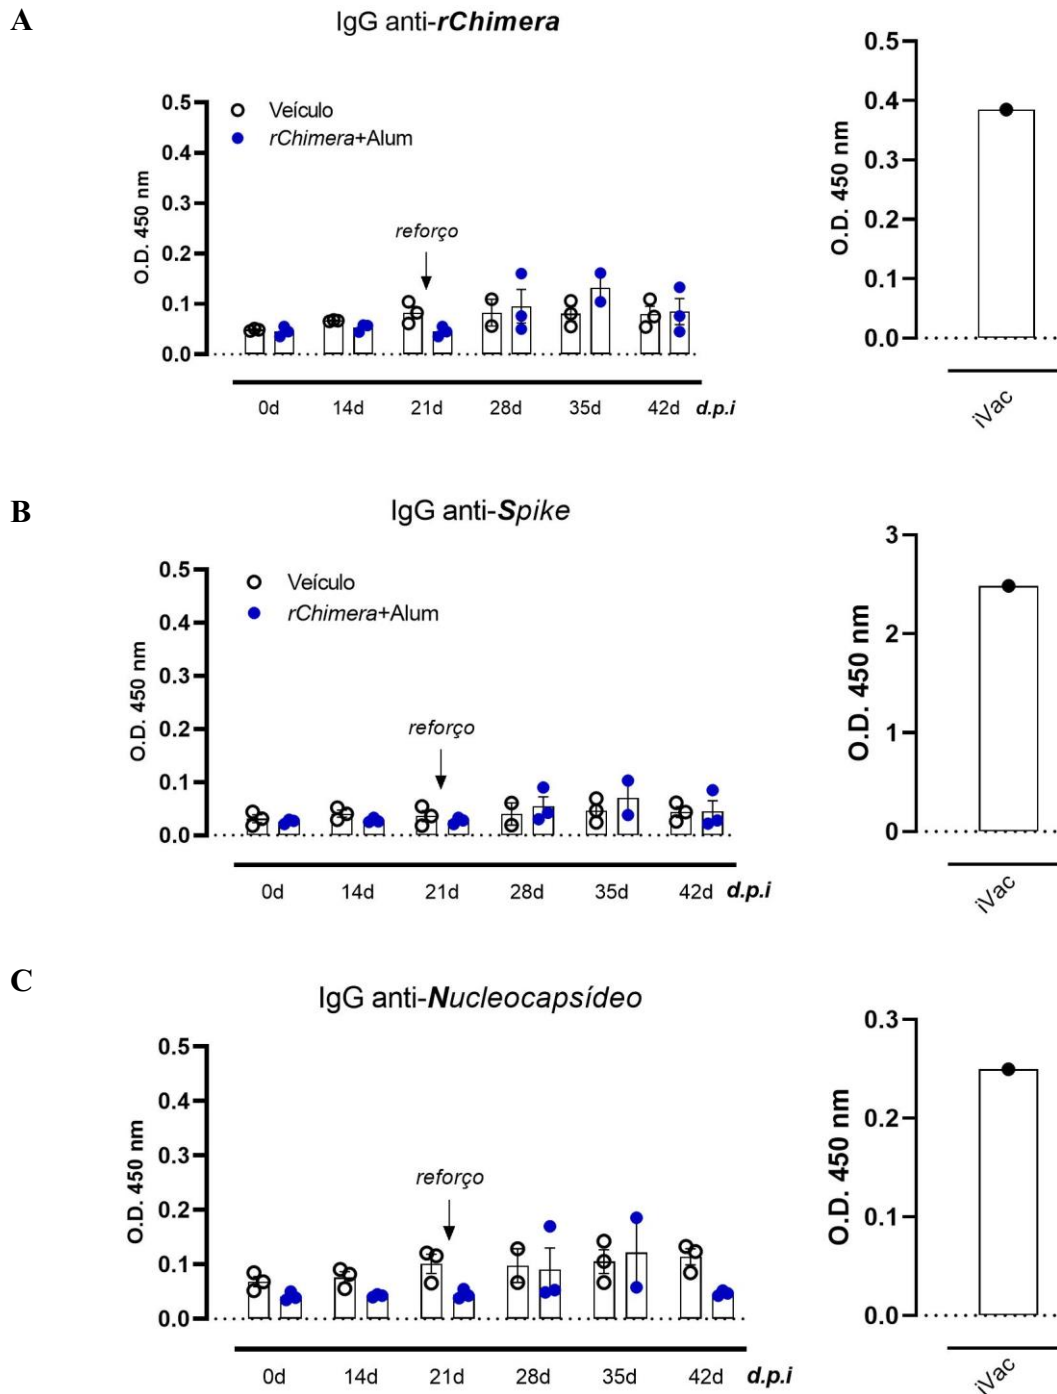 A
IgG anti-rChimera
O.D. 450 nm
0.5
0.4
0.3
0.2
0.1
0.0
Veículo
rChimera+Alum
reforço
0d 14d 21d 28d 35d 42d d.p.i
O.D. 450 nm
0.5
0.4
0.3
0.2
0.1
0.0
iVac
B
IgG anti-Spike
O.D. 450 nm
0.5
0.4
0.3
0.2
0.1
0.0
Veículo
rChimera+Alum
reforço
0d 14d 21d 28d 35d 42d d.p.i
O.D. 450 nm
3
2
1
0
iVac
C
IgG anti-Nucleocapsídeo
O.D. 450 nm
0.5
0.4
0.3
0.2
0.1
0.0
reforço
0d 14d 21d 28d 35d 42d d.p.i
O.D. 450 nm
0.3
0.2
0.1
0.0
iVac